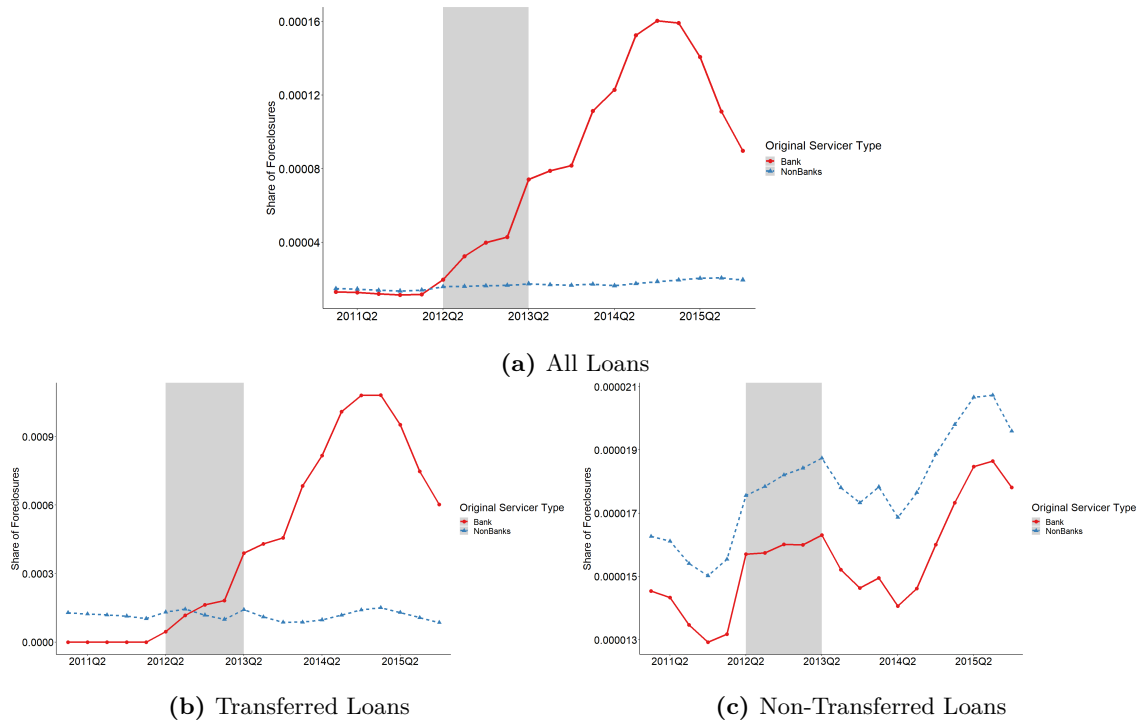 Share of Foreclosures
0.00016
0.00012
0.00008
0.00004
2011Q2 2012Q2 2013Q2 2014Q2 2015Q2
Original Servicer Type
Bank
NonBanks
(a) All Loans
Share of Foreclosures
0.0009
0.0006
0.0003
0.0000
2011Q2 2012Q2 2013Q2 2014Q2 2015Q2
Original Servicer Type
Bank
NonBanks
(b) Transferred Loans
Share of Foreclosures
0.000021
0.000019
0.000017
0.000015
0.000013
2011Q2 2012Q2 2013Q2 2014Q2 2015Q2
Original Servicer Type
Bank
NonBanks
(c) Non-Transferred Loans